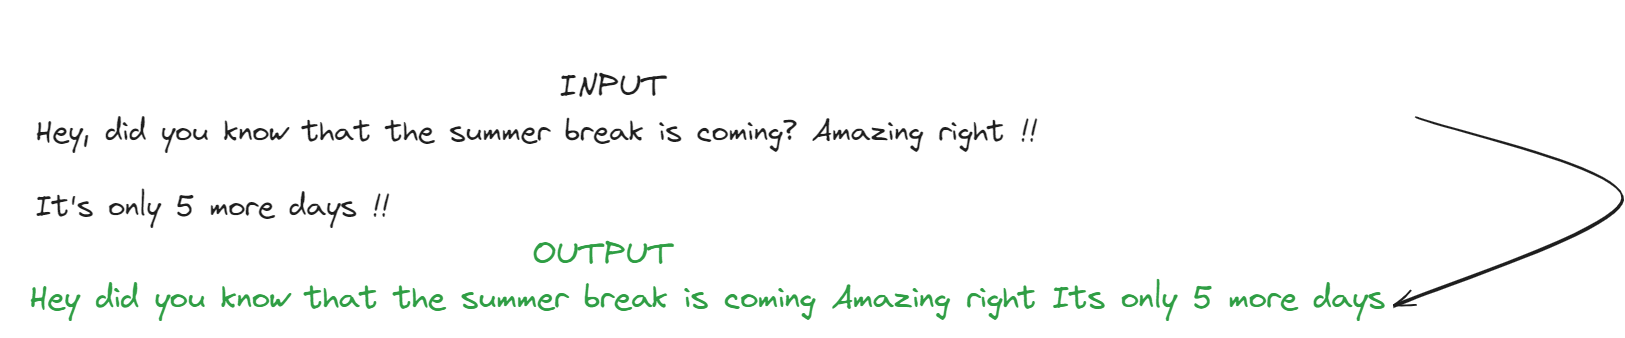 INPUT
Hey, did you know that the summer break is coming? Amazing right !!
It's only 5 more days !!
OUTPUT
Hey did you know that the summer break is coming Amazing right Its only 5 more days